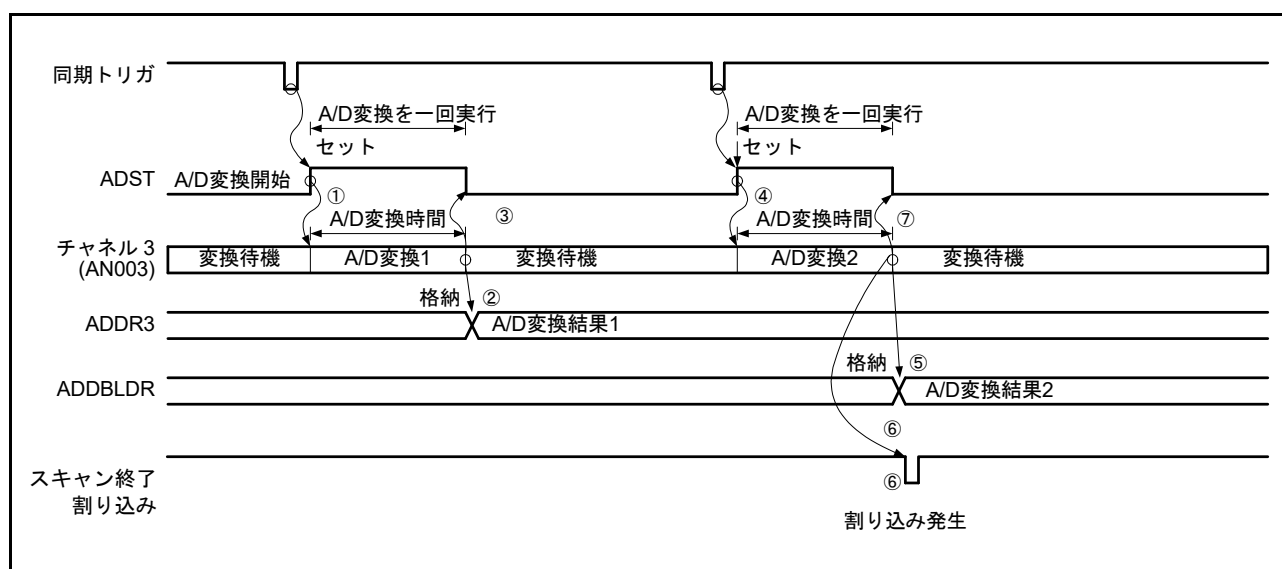 同期トリガ
A/D変換を一回実行
A/D変換を一回実行
セット
セット
ADST
A/D変換開始
①
③
④
⑦
A/D変換時間
A/D変換時間
チャネル 3
(AN003)
変換待機
A/D変換1
変換待機
A/D変換2
変換待機
格納
②
ADDR3
A/D変換結果1
格納
⑤
ADDBLDR
A/D変換結果2
⑥
スキャン終了
割り込み
⑥
割り込み発生